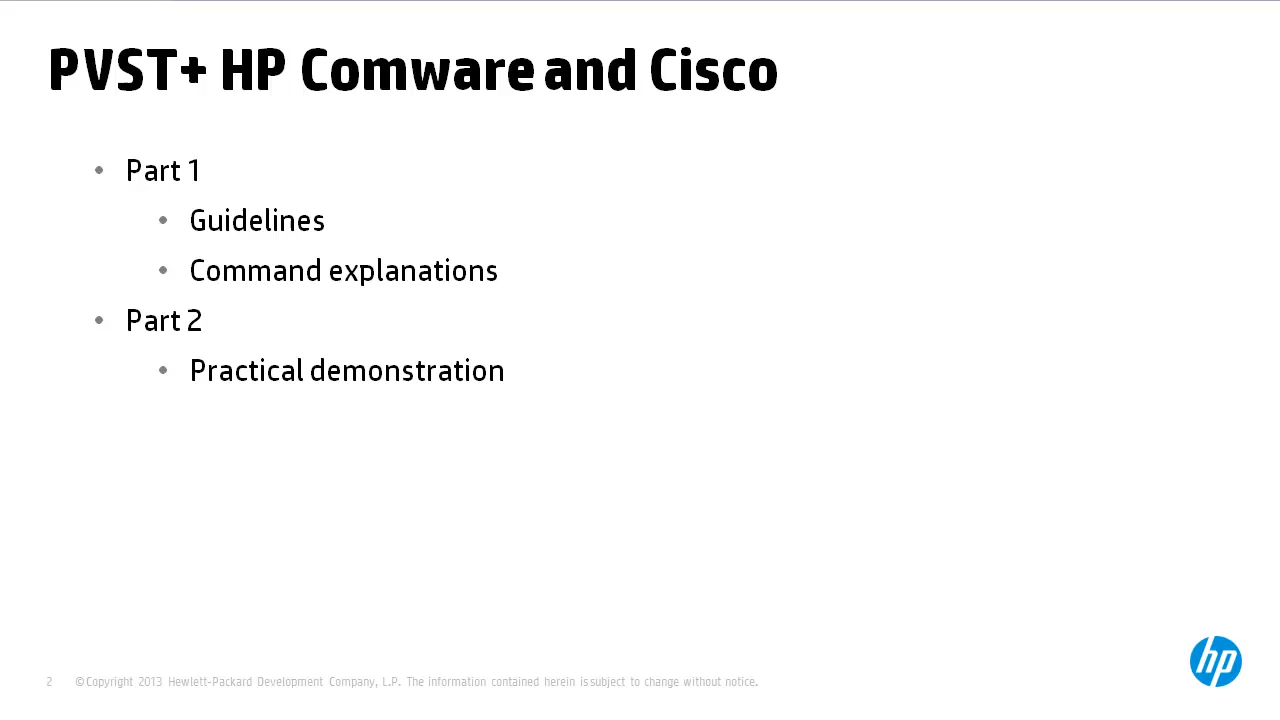 PVST+ HP Comware and Cisco
• Part 1
• Guidelines
• Command explanations
• Part 2
• Practical demonstration
2 ©Copyright 2013 Hewlett-Packard Development Company, L.P. The information contained herein is subject to change without notice.
hp